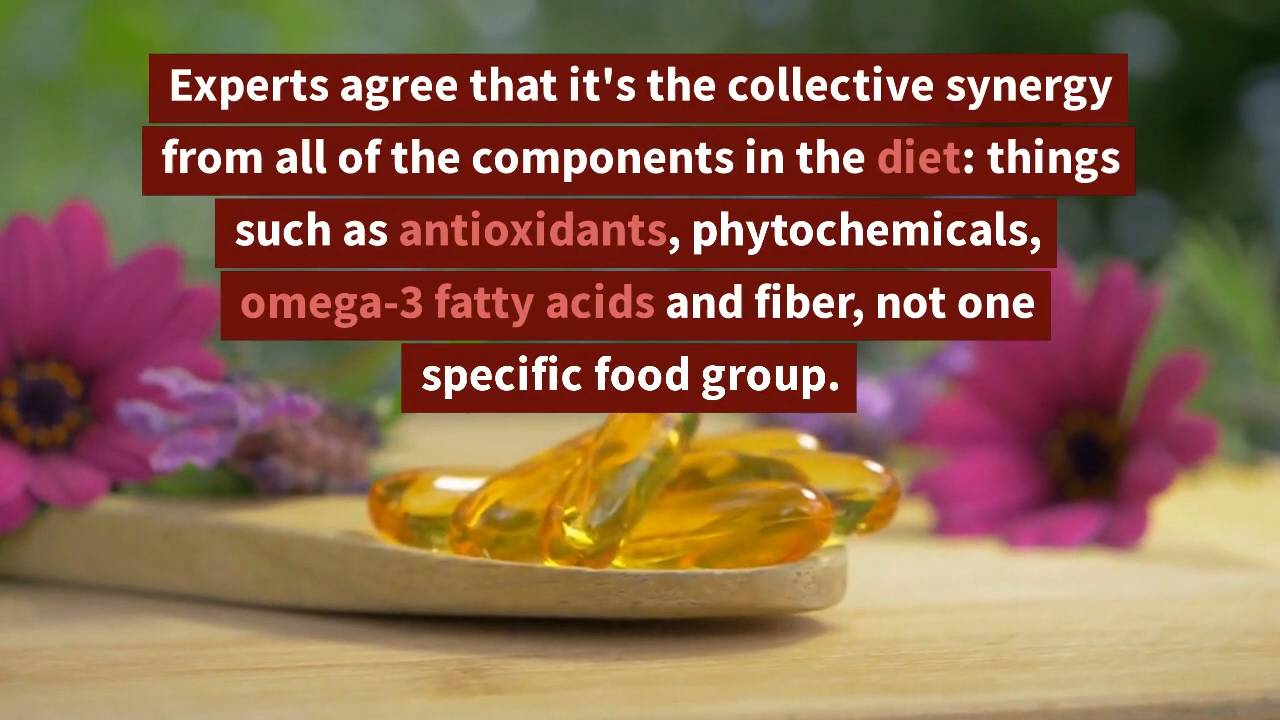 Experts agree that it's the collective synergy
from all of the components in the diet: things
such as antioxidants, phytochemicals,
omega-3 fatty acids and fiber, not one
specific food group.